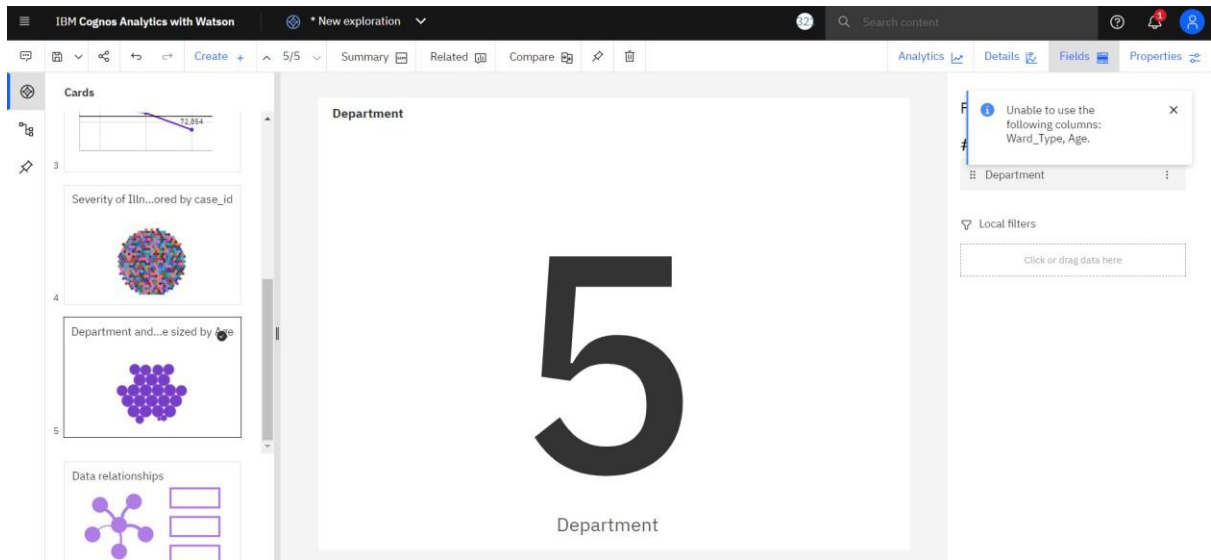 IBM Cognos Analytics with Watson
* New exploration
Search content
1
Create +
5/5
Summary
Related
Compare
Analytics
Details
Fields
Properties
Cards
72,864
3
Severity of Illn...ored by case_id
4
Department and...e sized by Age
5
Data relationships
Department
5
Department
Unable to use the
following columns:
Ward_Type, Age.
Department
Local filters
Click or drag data here